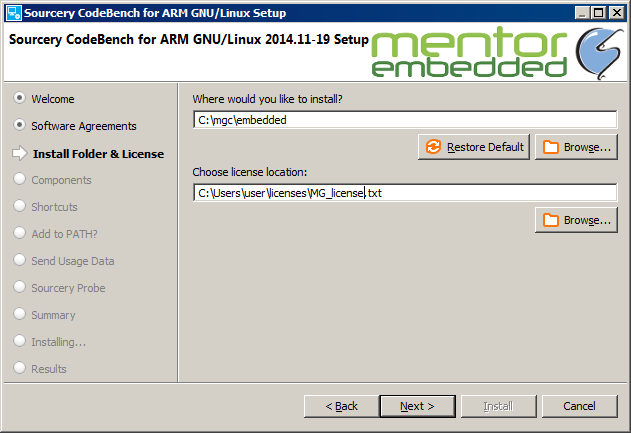 Sourcery CodeBench for ARM GNU/Linux Setup
Sourcery CodeBench for ARM GNU/Linux 2014.11-19 Setup
mentor
embedded
Welcome
Software Agreements
Install Folder & License
Components
Shortcuts
Add to PATH?
Send Usage Data
Sourcery Probe
Summary
Installing...
Results
Where would you like to install?
C:\mgc\embedded
Restore Default
Browse...
Choose license location:
C:\Users\user\licenses\MG_license.txt
Browse...
< Back
Next >
Install
Cancel